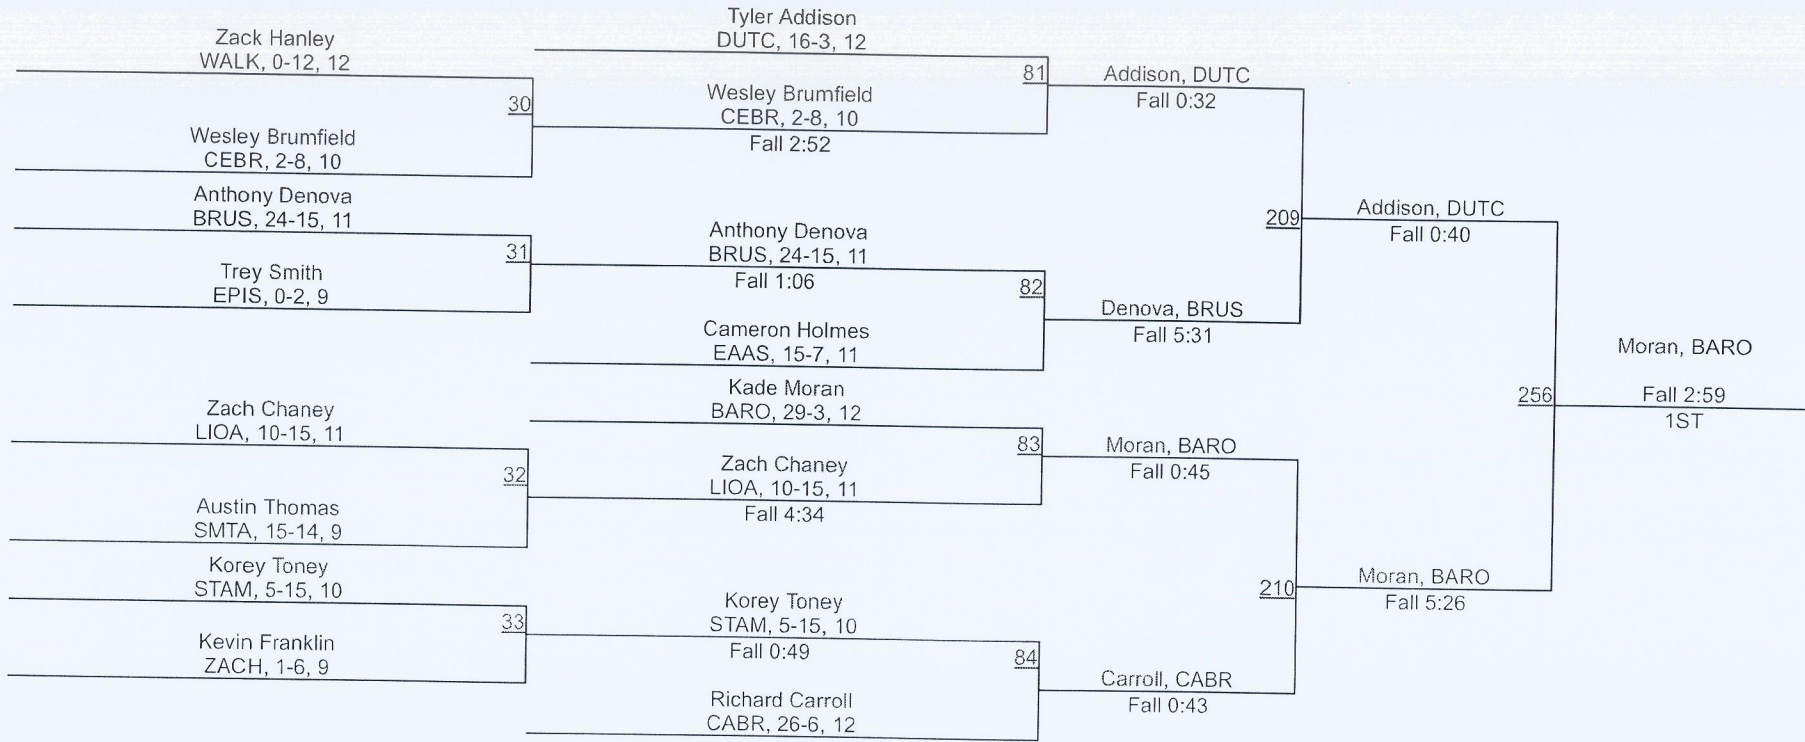 Zack Hanley
WALK, 0-12, 12
30
Wesley Brumfield
CEBR, 2-8, 10
Anthony Denova
BRUS, 24-15, 11
31
Trey Smith
EPIS, 0-2, 9
Zach Chaney
LIOA, 10-15, 11
32
Austin Thomas
SMTA, 15-14, 9
Korey Toney
STAM, 5-15, 10
33
Kevin Franklin
ZACH, 1-6, 9
Tyler Addison
DUTC, 16-3, 12
81
Wesley Brumfield
CEBR, 2-8, 10
Fall 2:52
Anthony Denova
BRUS, 24-15, 11
Fall 1:06
82
Cameron Holmes
EAAS, 15-7, 11
Kade Moran
BARO, 29-3, 12
83
Zach Chaney
LIOA, 10-15, 11
Fall 4:34
Korey Toney
STAM, 5-15, 10
Fall 0:49
84
Richard Carroll
CABR, 26-6, 12
Addison, DUTC
Fall 0:32
209
Denova, BRUS
Fall 5:31
Moran, BARO
Fall 0:45
210
Carroll, CABR
Fall 0:43
Addison, DUTC
Fall 0:40
256
Moran, BARO
Fall 5:26
Moran, BARO
Fall 2:59
1ST